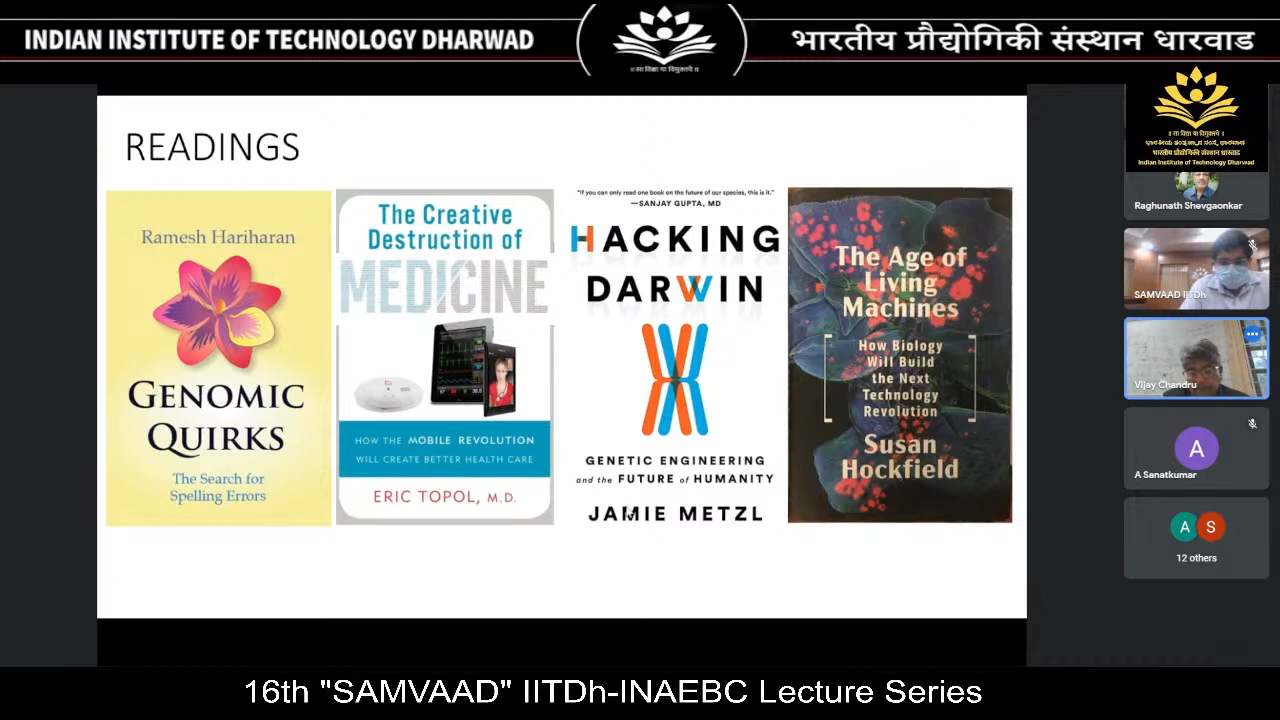 INDIAN INSTITUTE OF TECHNOLOGY DHARWAD
॥ सा विद्या या विमुक्तये ॥
भारतीय प्रौद्योगिकी संस्थान धारवाड
READINGS
Ramesh Hariharan
GENOMIC
QUIRKS
The Search for
Spelling Errors
The Creative
Destruction of
MEDICINE
HOW THE MOBILE REVOLUTION
WILL CREATE BETTER HEALTH CARE
ERIC TOPOL, M.D.
"If you can only read one book on the future of our species, this is it."
—SANJAY GUPTA, MD
HACKING
DARWIN
GENETIC ENGINEERING
and the FUTURE of HUMANITY
JAMIE METZL
The Age of
Living
Machines
How Biology
Will Build
the Next
Technology
Revolution
Susan
Hockfield
॥ सा विद्या या विमुक्तये ॥
भारतीय प्रौद्योगिकी संस्थान धारवाड
Indian Institute of Technology Dharwad
Raghunath Shevgaonkar
SAMVAAD IITDh
Vijay Chandru
A
A Sanatkumar
A S
12 others
16th "SAMVAAD" IITDh-INAEBC Lecture Series